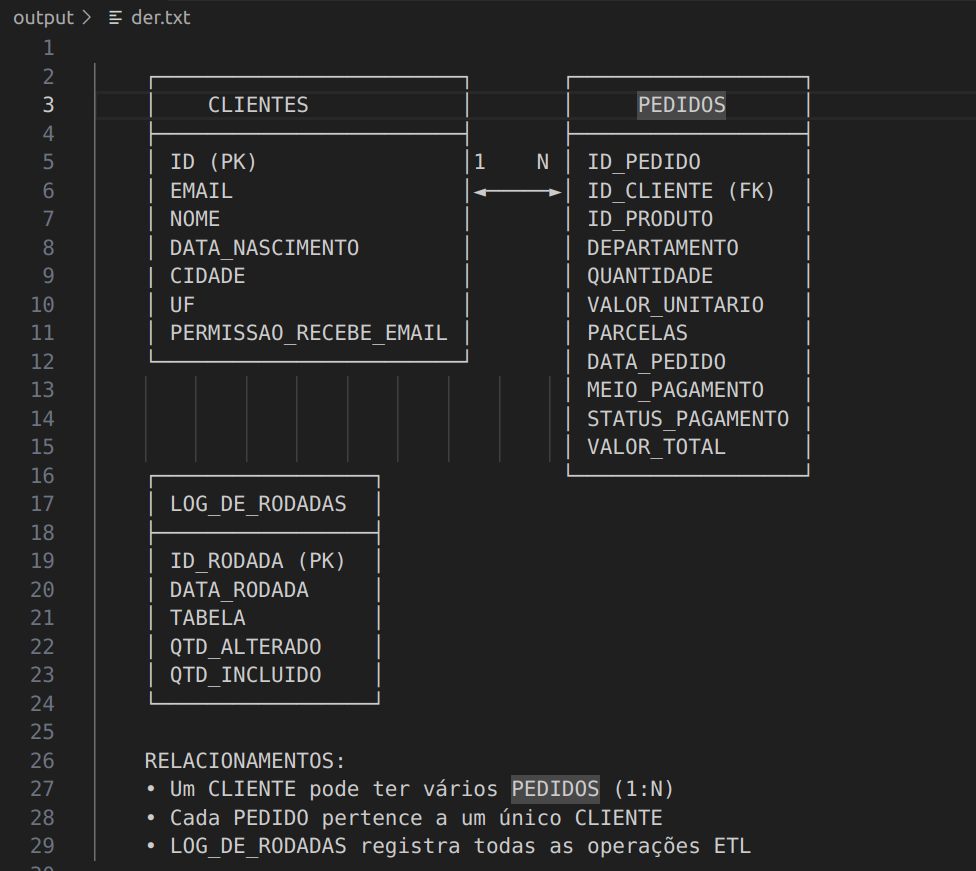 output > der.txt
1
2
3 CLIENTES PEDIDOS
4
5 ID (PK) 1 N ID_PEDIDO
6 EMAIL ID_CLIENTE (FK)
7 NOME ID_PRODUTO
8 DATA_NASCIMENTO DEPARTAMENTO
9 CIDADE QUANTIDADE
10 UF VALOR_UNITARIO
11 PERMISSAO_RECEBE_EMAIL PARCELAS
12 DATA_PEDIDO
13 MEIO_PAGAMENTO
14 STATUS_PAGAMENTO
15 VALOR_TOTAL
16
17 LOG_DE_RODADAS
18
19 ID_RODADA (PK)
20 DATA_RODADA
21 TABELA
22 QTD_ALTERADO
23 QTD_INCLUIDO
24
25
26 RELACIONAMENTOS:
27 • Um CLIENTE pode ter vários PEDIDOS (1:N)
28 • Cada PEDIDO pertence a um único CLIENTE
29 • LOG_DE_RODADAS registra todas as operações ETL